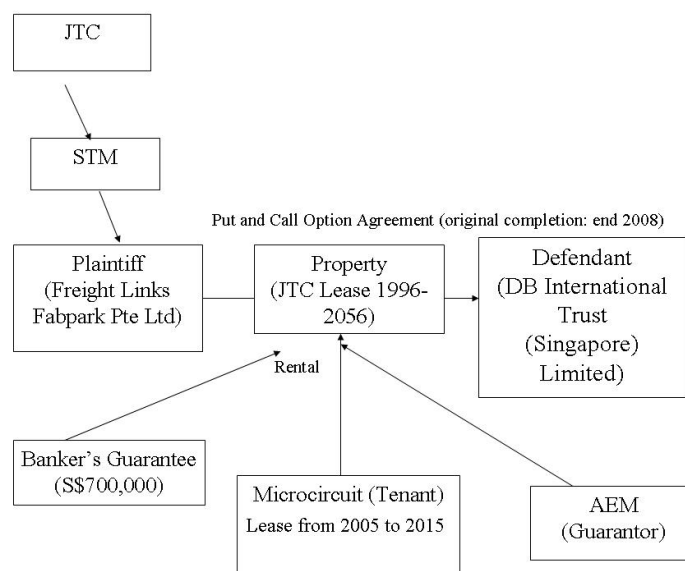 JTC
STM
Put and Call Option Agreement (original completion: end 2008)
Plaintiff
(Freight Links
Fabpark Pte Ltd)
Property
(JTC Lease 1996-
2056)
Defendant
(DB International
Trust
(Singapore)
Limited)
Rental
Banker's Guarantee
(S$700,000)
Microcircuit (Tenant)
Lease from 2005 to 2015
AEM
(Guarantor)